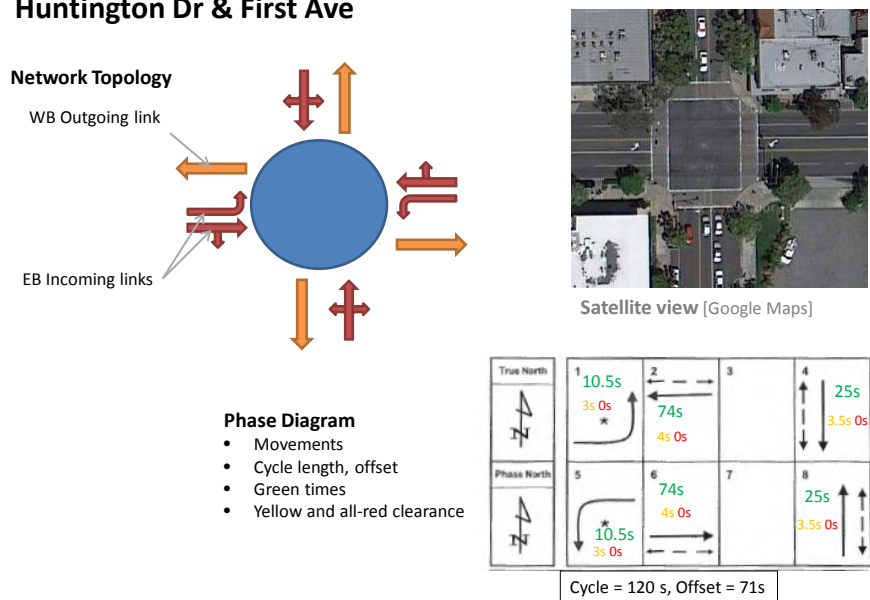 Huntington Dr & First Ave
Network Topology
WB Outgoing link
EB Incoming links
Satellite view [Google Maps]
Phase Diagram
• Movements
• Cycle length, offset
• Green times
• Yellow and all-red clearance
True North
N
1
10.5s
3s 0s
*
2
74s
4s 0s
3
4
25s
3.5s 0s
Phase North
N
5
*
10.5s
3s 0s
6
74s
4s 0s
7
8
25s
3.5s 0s
Cycle = 120 s, Offset = 71s